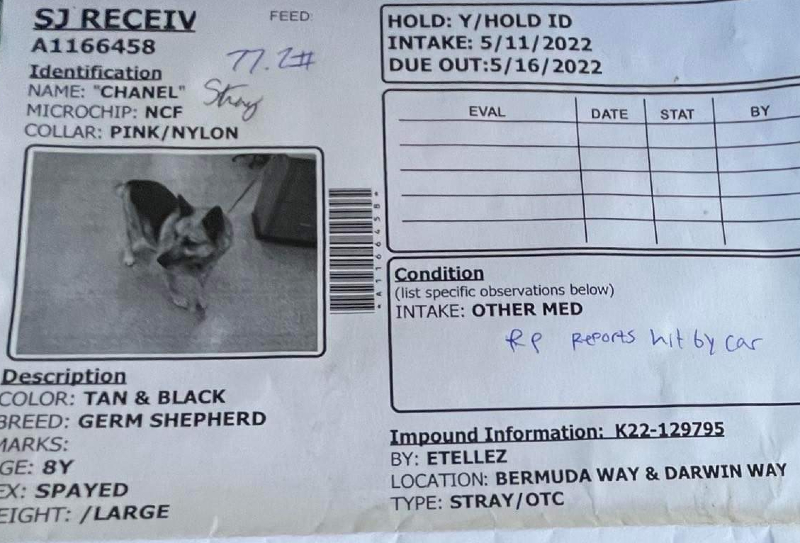 SJ RECEIV
FEED:
A1166458
77.2#
Identification
NAME: "CHANEL"
Stray
MICROCHIP: NCF
COLLAR: PINK/NYLON
*A1166458*
Description
COLOR: TAN & BLACK
BREED: GERM SHEPHERD
MARKS:
GE: 8Y
EX: SPAYED
EIGHT: /LARGE
HOLD: Y/HOLD ID
INTAKE: 5/11/2022
DUE OUT:5/16/2022
EVAL DATE STAT BY
Condition
(list specific observations below)
INTAKE: OTHER MED
RP Reports hit by car
Impound Information: K22-129795
BY: ETELLEZ
LOCATION: BERMUDA WAY & DARWIN WAY
TYPE: STRAY/OTC